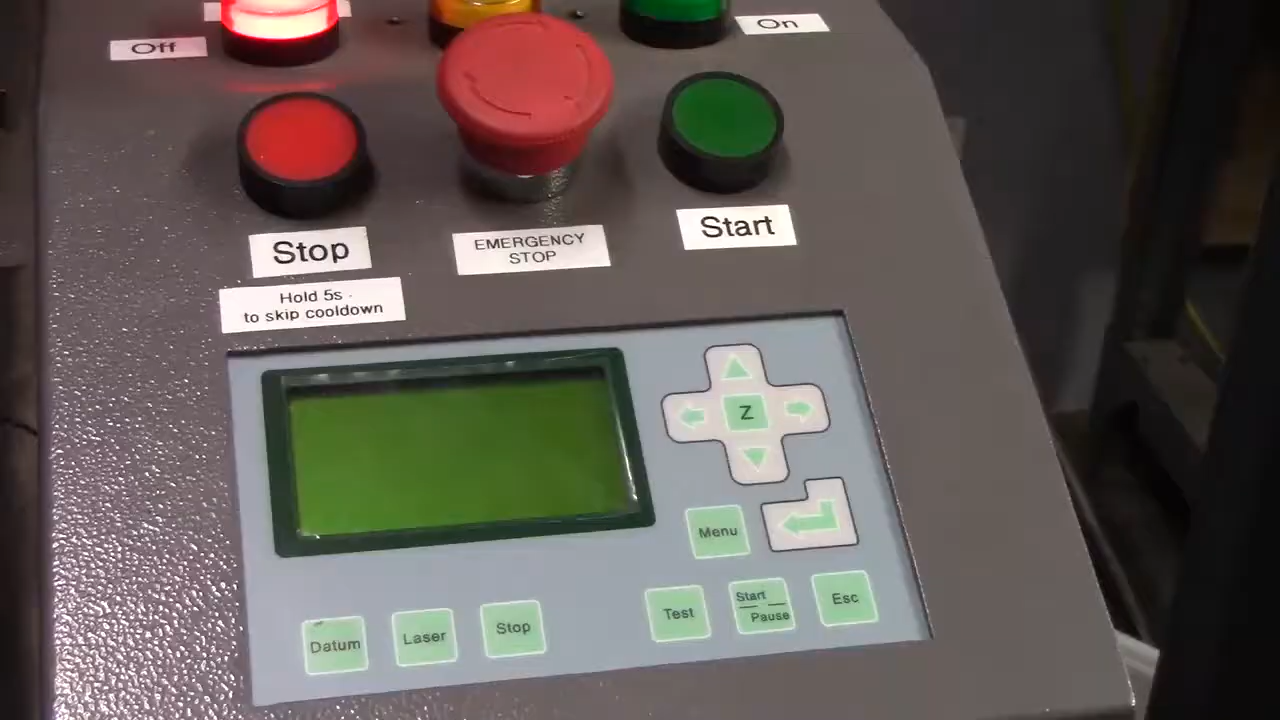 Off
On
Stop
EMERGENCY
STOP
Start
Hold 5s
to skip cooldown
Z
Menu
Datum
Laser
Stop
Test
Start
Pause
Esc